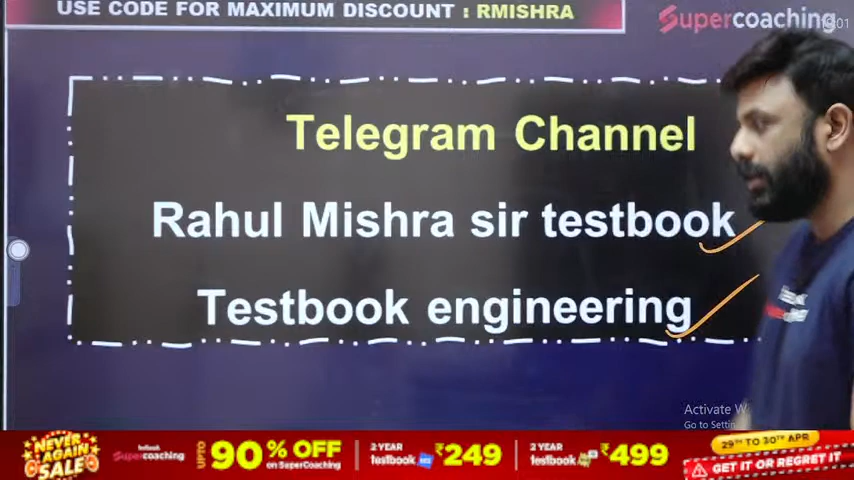 USE CODE FOR MAXIMUM DISCOUNT : RMISHRA
Supercoaching
Telegram Channel
Rahul Mishra sir testbook
Testbook engineering
Activate W
Go to Settin
NEVER AGAIN SALE
testbook
Supercoaching
UPTO 90% OFF
on SuperCoaching
2 YEAR
testbook
₹249
2 YEAR
testbook
₹499
29TH TO 30TH APR
GET IT OR REGRET IT